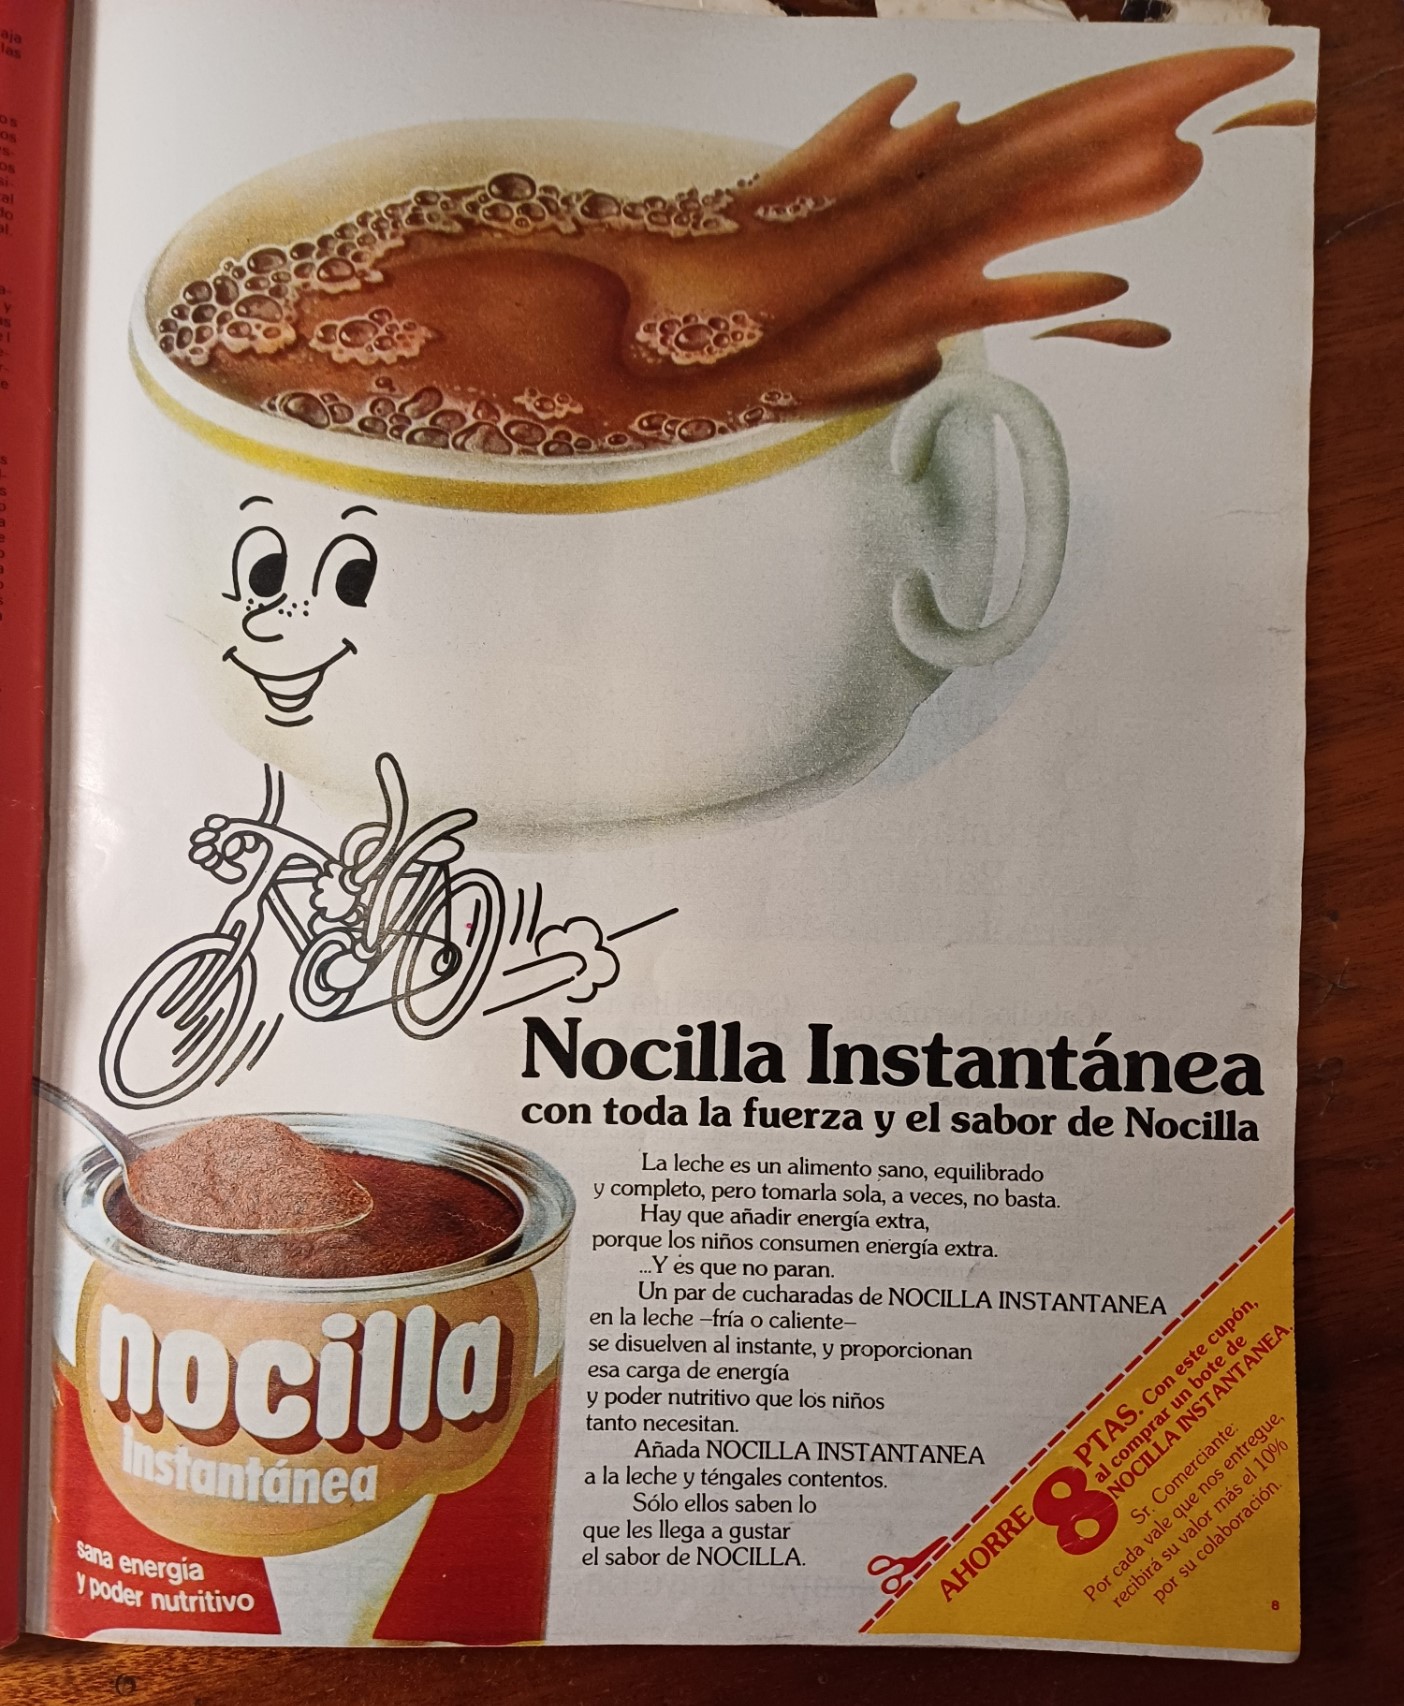 Nocilla Instantánea
con toda la fuerza y el sabor de Nocilla
La leche es un alimento sano, equilibrado
y completo, pero tomarla sola, a veces, no basta.
Hay que añadir energía extra,
porque los niños consumen energía extra.
...Y es que no paran.
Un par de cucharadas de NOCILLA INSTANTANEA
en la leche –fría o caliente–
se disuelven al instante, y proporcionan
esa carga de energía
y poder nutritivo que los niños
tanto necesitan.
Añada NOCILLA INSTANTANEA
a la leche y téngales contentos.
Sólo ellos saben lo
que les llega a gustar
el sabor de NOCILLA.
nocilla
instantánea
sana energía
y poder nutritivo
AHORRE 8 PTAS. Con este cupón,
al comprar un bote de
NOCILLA INSTANTANEA.
Sr. Comerciante:
Por cada vale que nos entregue,
recibirá su valor más el 10%
por su colaboración.
8